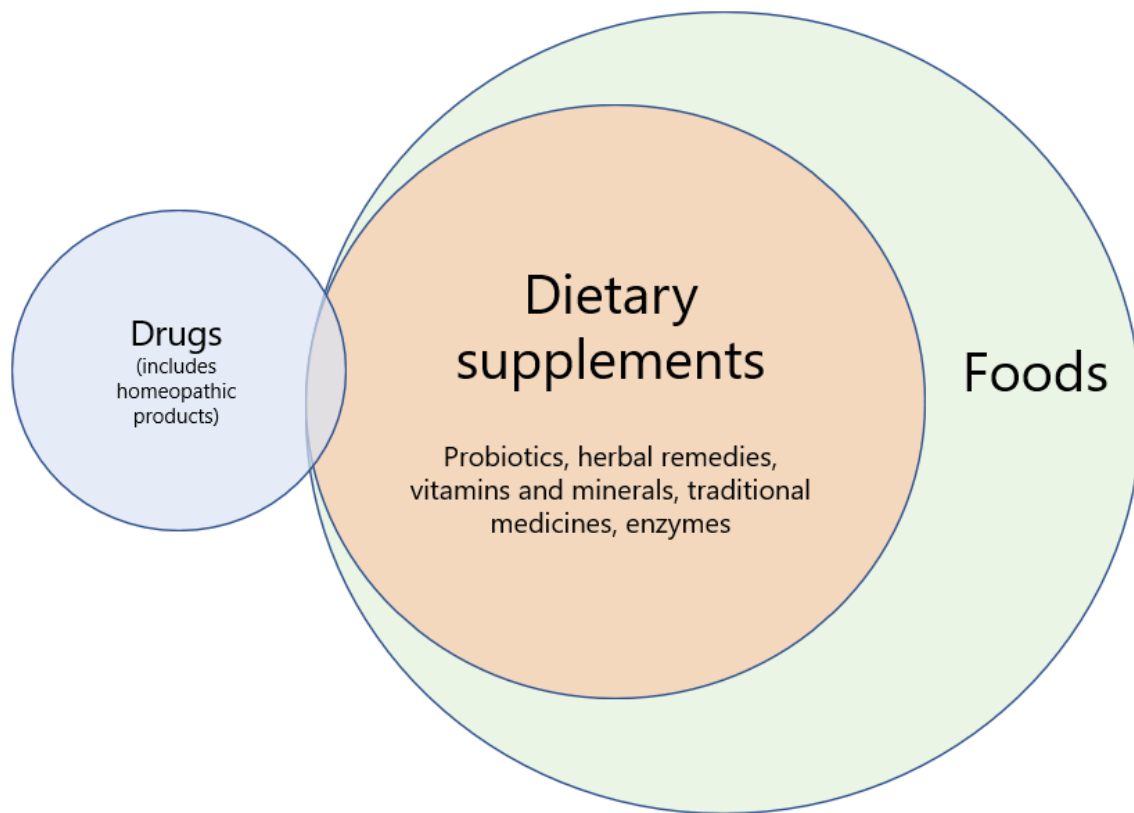 Drugs
(includes
homeopathic
products)
Dietary
supplements
Probiotics, herbal remedies,
vitamins and minerals, traditional
medicines, enzymes
Foods